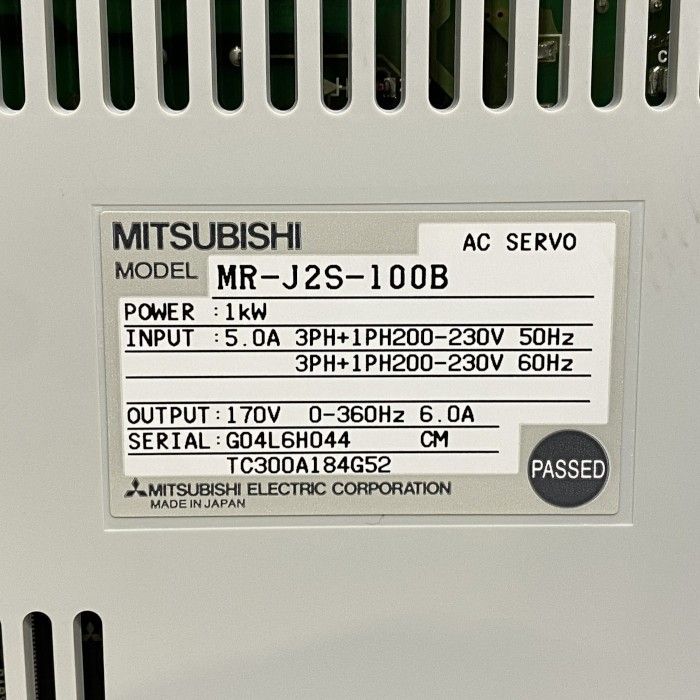 MITSUBISHI
AC SERVO
MODEL MR-J2S-100B
POWER :1kW
INPUT :5.0A 3PH+1PH200-230V 50Hz
3PH+1PH200-230V 60Hz
OUTPUT:170V 0-360Hz 6.0A
SERIAL:G04L6H044 CM
TC300A184G52
PASSED
MITSUBISHI ELECTRIC CORPORATION
MADE IN JAPAN